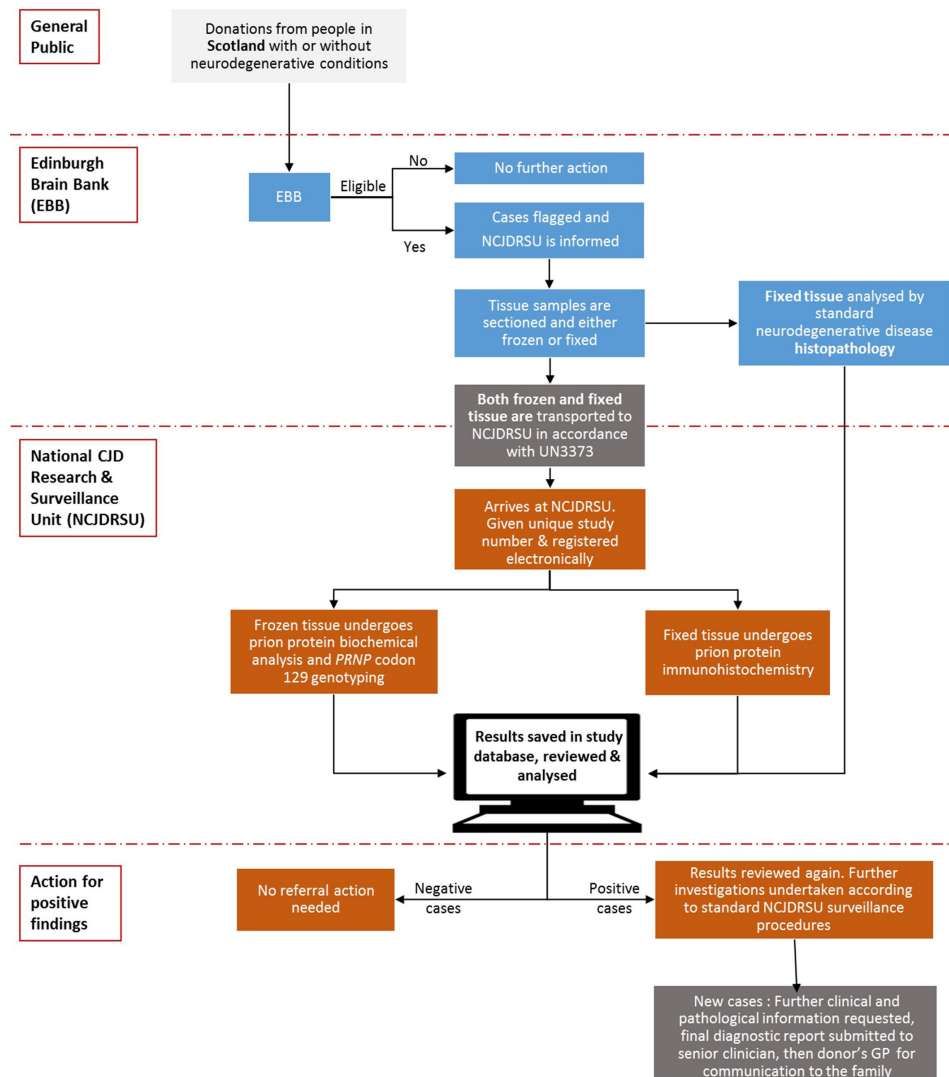 General
Public
Donations from people in
Scotland with or without
neurodegenerative conditions
Edinburgh
Brain Bank
(EBB)
EBB
Eligible
No
Yes
No further action
Cases flagged and
NCJDRSU is informed
Tissue samples are
sectioned and either
frozen or fixed
Fixed tissue analysed by
standard
neurodegenerative disease
histopathology
Both frozen and fixed
tissue are transported to
NCJDRSU in accordance
with UN3373
National CJD
Research &
Surveillance
Unit (NCJDRSU)
Arrives at NCJDRSU.
Given unique study
number & registered
electronically
Frozen tissue undergoes
prion protein biochemical
analysis and PRNP codon
129 genotyping
Fixed tissue undergoes
prion protein
immunohistochemistry
Results saved in study
database, reviewed &
analysed
Action for
positive
findings
No referral action
needed
Negative
cases
Positive
cases
Results reviewed again. Further
investigations undertaken according
to standard NCJDRSU surveillance
procedures
New cases : Further clinical and
pathological information requested,
final diagnostic report submitted to
senior clinician, then donor's GP for
communication to the family